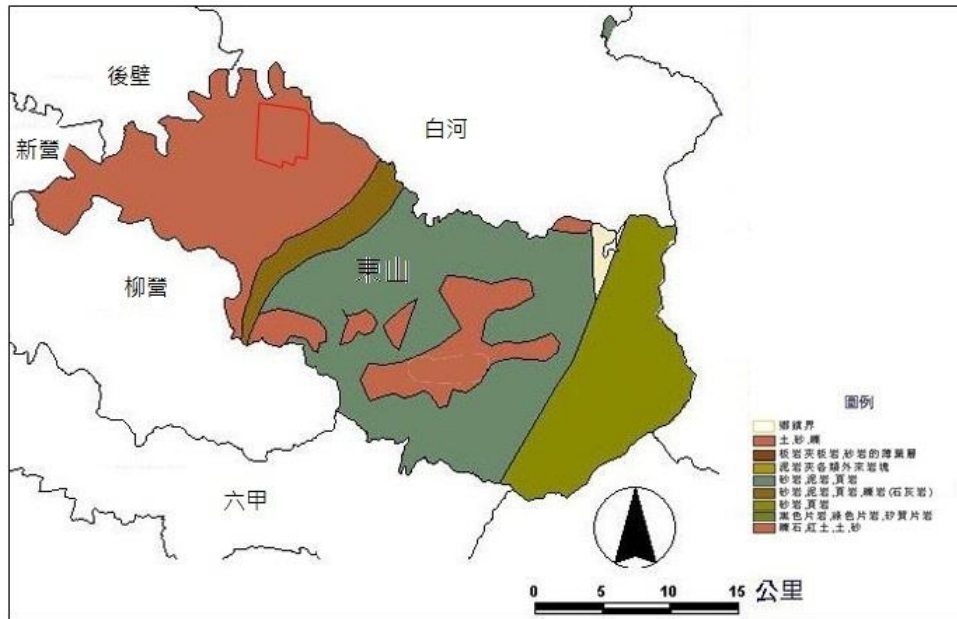 後壁
白河
新營
東山
柳營
六甲
圖例
鄉鎮界
土,砂,礫
板岩夾板岩,砂岩的薄葉層
泥岩夾各類外來岩塊
砂岩,泥岩,頁岩
砂岩,泥岩,頁岩,礫岩(石灰岩)
砂岩,頁岩
黑色片岩,綠色片岩,矽質片岩
礫石,紅土,土,砂
0 5 10 15 公里